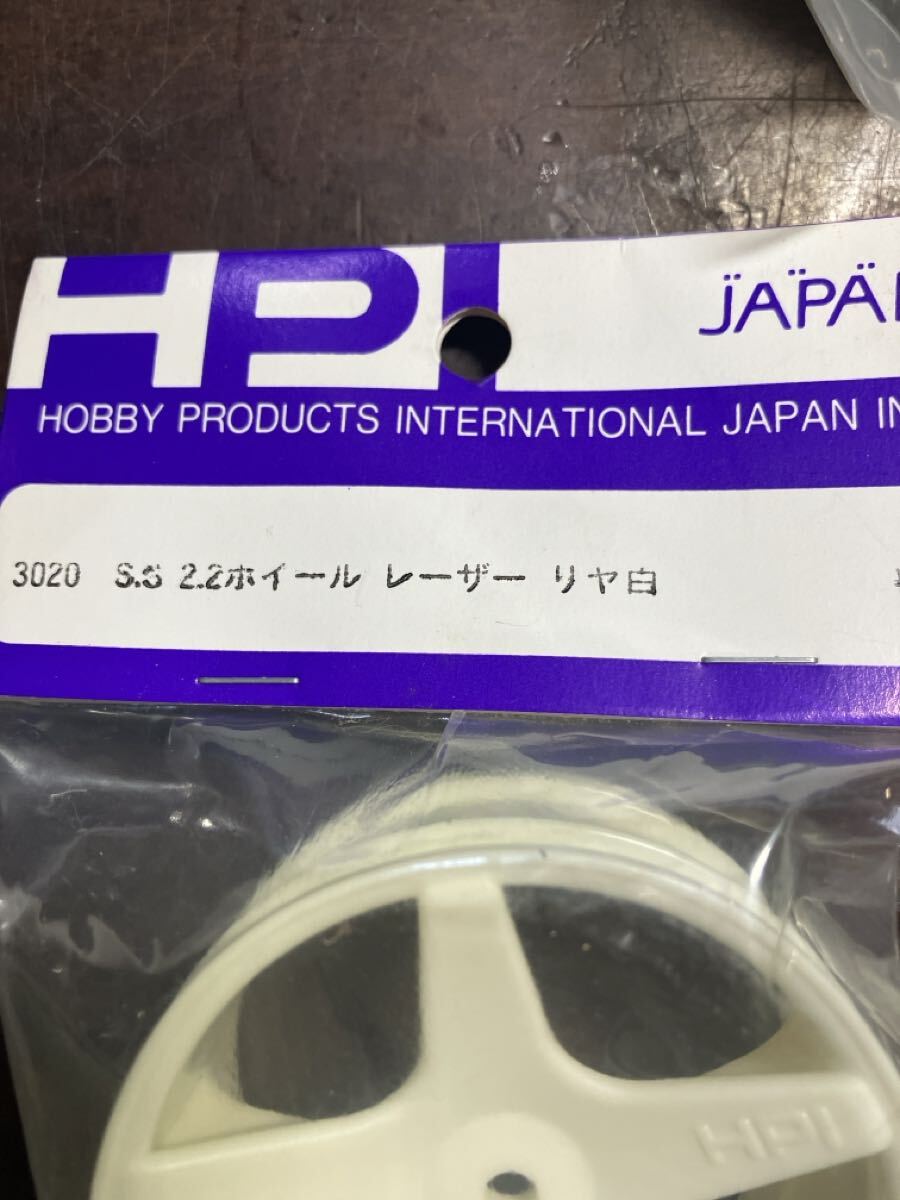 HPI
JAPA
HOBBY PRODUCTS INTERNATIONAL JAPAN IN
3020 S.S 2.2ホイール レーザー リヤ白
HPI